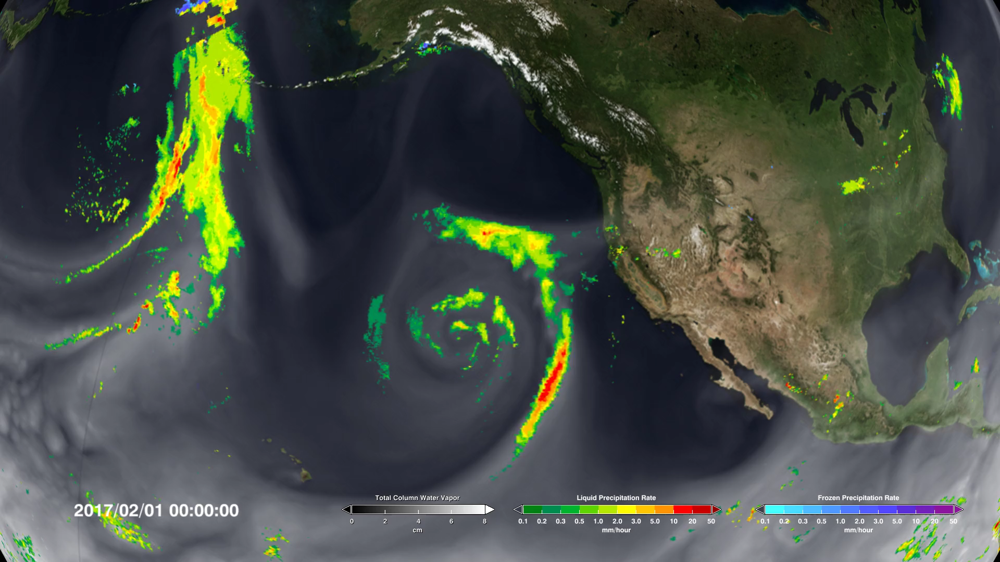 2017/02/01 00:00:00
Total Column Water Vapor
0 2 4 6 8
cm
Liquid Precipitation Rate
0.1 0.2 0.3 0.5 1.0 2.0 3.0 5.0 10 20 50
mm/hour
Frozen Precipitation Rate
0.1 0.2 0.3 0.5 1.0 2.0 3.0 5.0 10 20 50
mm/hour